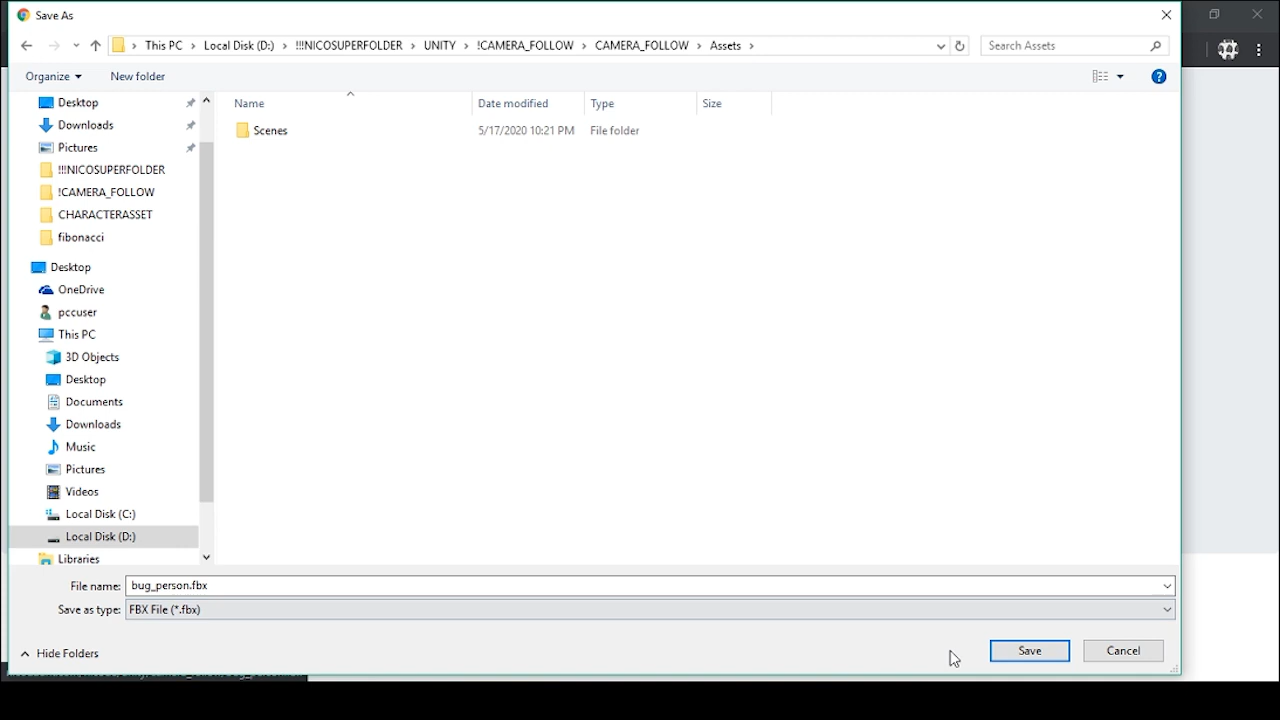 Save As
This PC › Local Disk (D:) › !!!NICOSUPERFOLDER › UNITY › !CAMERA_FOLLOW › CAMERA_FOLLOW › Assets ›
Search Assets
Organize
New folder
Name
Date modified
Type
Size
Scenes
5/17/2020 10:21 PM
File folder
Desktop
Downloads
Pictures
!!!NICOSUPERFOLDER
!CAMERA_FOLLOW
CHARACTERASSET
fibonacci
Desktop
OneDrive
pccuser
This PC
3D Objects
Desktop
Documents
Downloads
Music
Pictures
Videos
Local Disk (C:)
Local Disk (D:)
Libraries
File name: bug_person.fbx
Save as type: FBX File (*.fbx)
Hide Folders
Save
Cancel